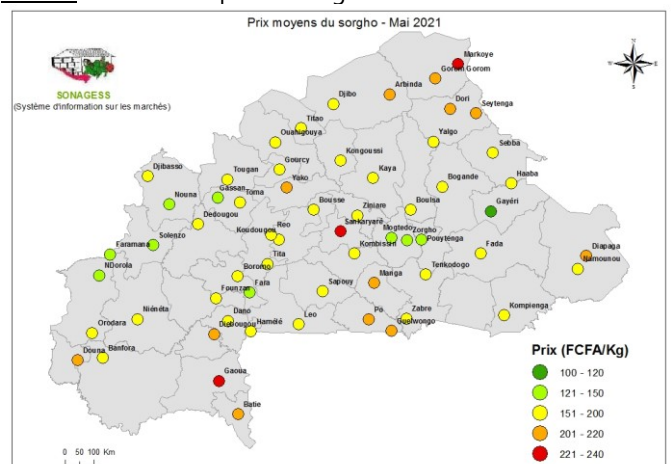 Prix moyens du sorgho - Mai 2021
SONAGESS
(Système d'information sur les marchés)
Markoye
Gorom Gorom
Arbinda
Djibo
Dori
Seytenga
Titao
Ouahigouya
Yalgo
Sebba
Kongoussi
Gourcy
Djibasso
Tougan
Kaya
Yako
Bogande
Haaba
Gassan
Toma
Nouna
Bousse
Ziniare
Boulsa
Gayéri
Dedougou
Sankaryaré
Koudougou
Reo
Mogtedo
Zorgho
Pouytenga
Solenzo
Faramana
Kombissiri
Fada
Diapaga
Namounou
Tita
NDorola
Boromo
Tenkodogo
Manga
Founzan
Fara
Sapouy
Kompienga
Niénéta
Dano
Hamélé
Leo
Po
Zabre
Guelwongo
Orodara
Diebougou
Banfora
Douna
Gaoua
Batie
Prix (FCFA/Kg)
100 - 120
121 - 150
151 - 200
201 - 220
221 - 240
0 50 100 Km